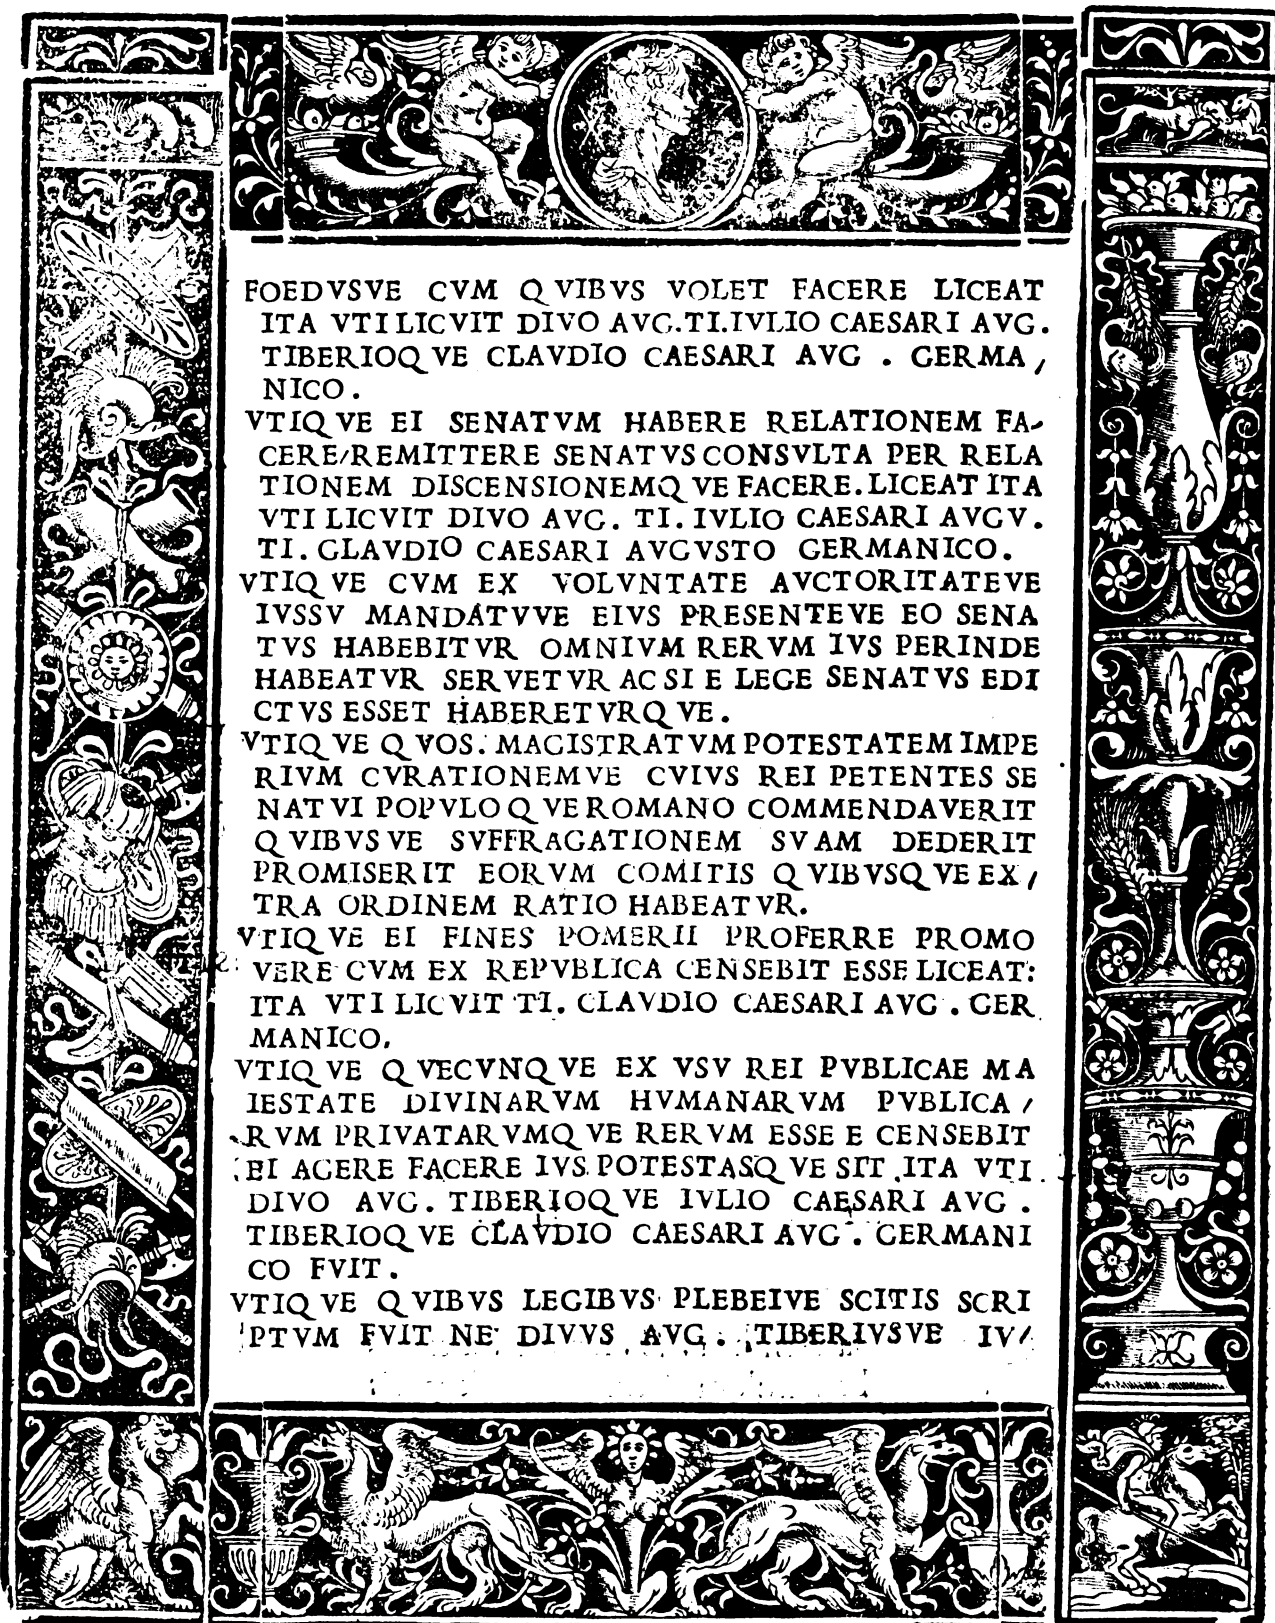 FOEDVSVE CVM QVIBVS VOLET FACERE LICEAT
ITA VTI LICVIT DIVO AVG.TI.IVLIO CAESARI AVG.
TIBERIOQVE CLAVDIO CAESARI AVG . GERMA/
NICO.
VTIQVE EI SENATVM HABERE RELATIONEM FA-
CERE/REMITTERE SENATVS CONSVLTA PER RELA
TIONEM DISCENSIONEMQVE FACERE.LICEAT ITA
VTI LICVIT DIVO AVG. TI. IVLIO CAESARI AVGV.
TI. CLAVDIO CAESARI AVGVSTO GERMANICO.
VTIQVE CVM EX VOLVNTATE AVCTORITATEVE
IVSSV MANDATVVE EIVS PRESENTEVE EO SENA
TVS HABEBITVR OMNIVM RERVM IVS PERINDE
HABEATVR SERVETVR AC SI E LEGE SENATVS EDI
CTVS ESSET HABERETVRQVE.
VTIQVE QVOS. MAGISTRATVM POTESTATEM IMPE
RIVM CVRATIONEMVE CVIVS REI PETENTES SE
NATVI POPVLOQVE ROMANO COMMENDAVERIT
QVIBVSVE SVFFRAGATIONEM SVAM DEDERIT
PROMISERIT EORVM COMITIS QVIBVSQVE EX/
TRA ORDINEM RATIO HABEATVR.
VTIQVE EI FINES POMERII PROFERRE PROMO
VERE CVM EX REPVBLICA CENSEBIT ESSE LICEAT:
ITA VTI LICVIT TI. CLAVDIO CAESARI AVG . GER
MANICO.
VTIQVE QVECVNQVE EX VSV REI PVBLICAE MA
IESTATE DIVINARVM HVMANARVM PVBLICA/
RVM PRIVATARVMQVE RERVM ESSE E CENSEBIT
EI AGERE FACERE IVS POTESTASQVE SIT .ITA VTI
DIVO AVG. TIBERIOQVE IVLIO CAESARI AVG .
TIBERIOQVE CLAVDIO CAESARI AVG . GERMANI
CO FVIT.
VTIQVE QVIBVS LEGIBVS PLEBEIVE SCITIS SCRI
PTVM FVIT NE DIVVS AVG. TIBERIVSVE IV/